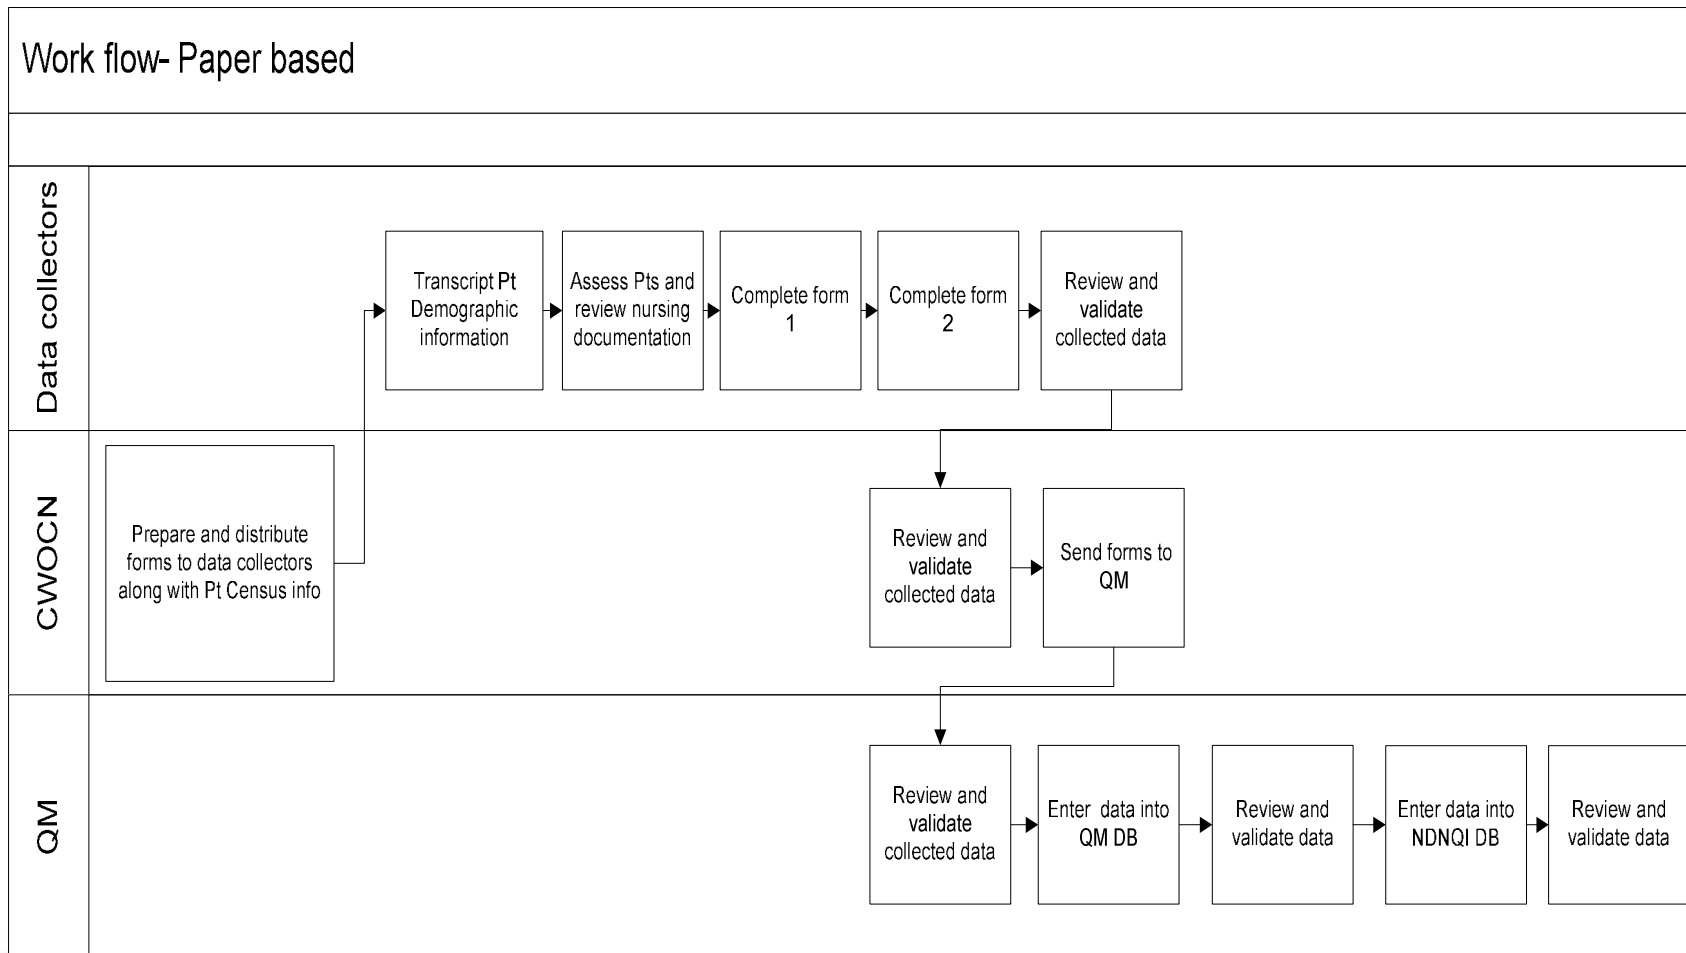 Work flow- Paper based
Data collectors
Transcript Pt
Demographic
information
Assess Pts and
review nursing
documentation
Complete form
1
Complete form
2
Review and
validate
collected data
CWOCN
Prepare and distribute
forms to data collectors
along with Pt Census info
Review and
validate
collected data
Send forms to
QM
QM
Review and
validate
collected data
Enter data into
QM DB
Review and
validate data
Enter data into
NDNQI DB
Review and
validate data